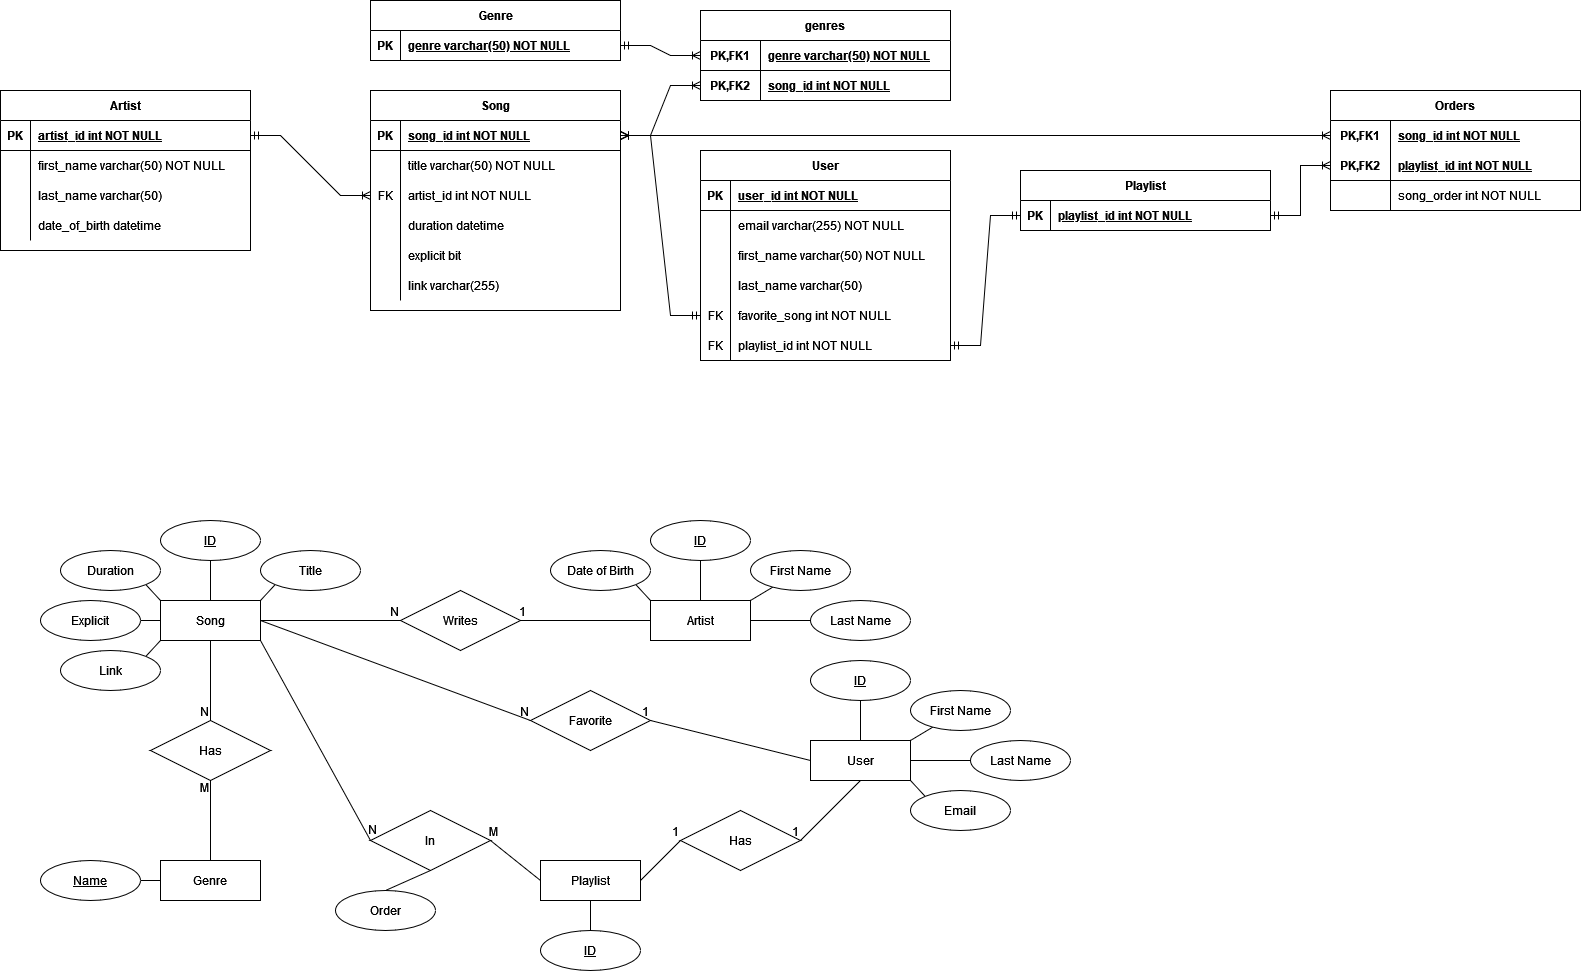 Genre
PK genre varchar(50) NOT NULL
genres
PK,FK1 genre varchar(50) NOT NULL
PK,FK2 song_id int NOT NULL
Artist
PK artist_id int NOT NULL
first_name varchar(50) NOT NULL
last_name varchar(50)
date_of_birth datetime
Song
PK song_id int NOT NULL
title varchar(50) NOT NULL
FK artist_id int NOT NULL
duration datetime
explicit bit
link varchar(255)
User
PK user_id int NOT NULL
email varchar(255) NOT NULL
first_name varchar(50) NOT NULL
last_name varchar(50)
FK favorite_song int NOT NULL
FK playlist_id int NOT NULL
Playlist
PK playlist_id int NOT NULL
Orders
PK,FK1 song_id int NOT NULL
PK,FK2 playlist_id int NOT NULL
song_order int NOT NULL
ID
Duration
Title
Explicit
Song
Link
N
Writes
1
ID
Date of Birth
First Name
Artist
Last Name
N
Favorite
1
ID
First Name
User
Last Name
Email
N
Has
M
Name
Genre
N
In
M
Order
Playlist
ID
1
Has
1